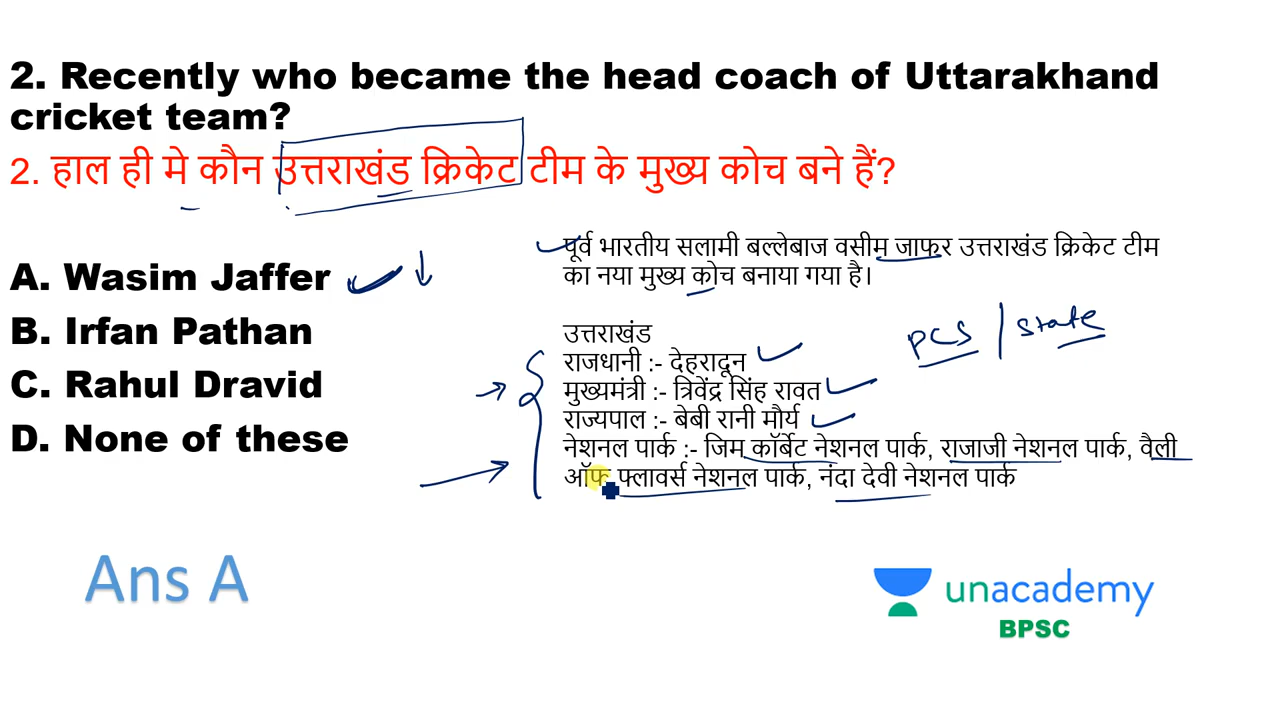 2. Recently who became the head coach of Uttarakhand
cricket team?
2. हाल ही मे कौन उत्तराखंड क्रिकेट टीम के मुख्य कोच बने हैं?
A. Wasim Jaffer
B. Irfan Pathan
C. Rahul Dravid
D. None of these
पूर्व भारतीय सलामी बल्लेबाज वसीम जाफर उत्तराखंड क्रिकेट टीम
का नया मुख्य कोच बनाया गया है।
PCS / State
उत्तराखंड
राजधानी :- देहरादून
मुख्यमंत्री :- त्रिवेंद्र सिंह रावत
राज्यपाल :- बेबी रानी मौर्य
नेशनल पार्क :- जिम कॉर्बेट नेशनल पार्क, राजाजी नेशनल पार्क, वैली
ऑफ फ्लावर्स नेशनल पार्क, नंदा देवी नेशनल पार्क
Ans A
unacademy
BPSC